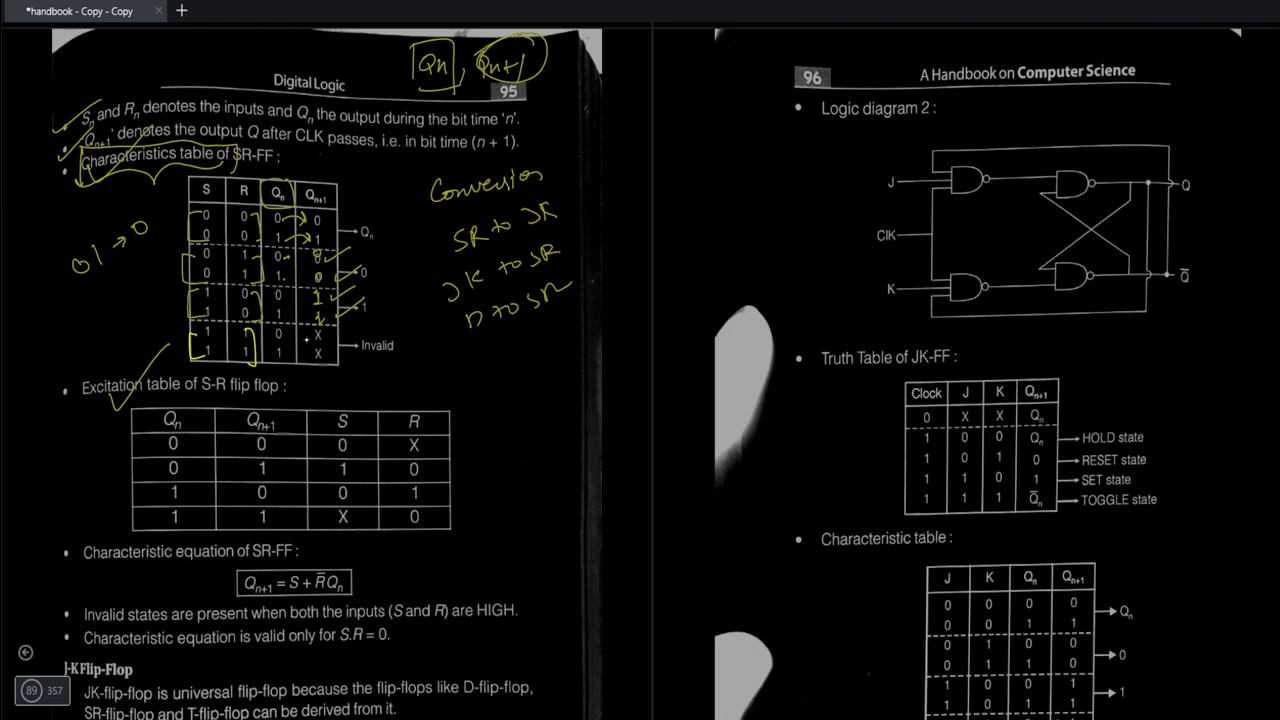 *handbook - Copy - Copy
Qn, Qn+1
Digital Logic
95
Sn and Rn denotes the inputs and Qn the output during the bit time 'n'.
Qn+1' denotes the output Q after CLK passes, i.e. in bit time (n + 1).
Characteristics table of SR-FF :
S R Qn Qn+1
0 0 0 0
0 0 1 1
Qn
0 1 0 0
0 1 1 0
0
1 0 0 1
1 0 1 1
1
1 1 0 X
1 1 1 X
Invalid
01 → 0
Conversion
SR to JK
JK to SR
D to SR
Excitation table of S-R flip flop :
Qn Qn+1 S R
0 0 0 X
0 1 1 0
1 0 0 1
1 1 X 0
Characteristic equation of SR-FF :
Qn+1 = S + R̅Qn
Invalid states are present when both the inputs (S and R) are HIGH.
Characteristic equation is valid only for S.R = 0.
J-K Flip-Flop
JK-flip-flop is universal flip-flop because the flip-flops like D-flip-flop,
SR-flip-flop and T-flip-flop can be derived from it.
89 357
96
A Handbook on Computer Science
Logic diagram 2 :
J
Q
ClK
K
Q̅
Truth Table of JK-FF :
Clock J K Qn+1
0 X X Qn
1 0 0 Qn HOLD state
1 0 1 0 RESET state
1 1 0 1 SET state
1 1 1 Q̅n TOGGLE state
Characteristic table :
J K Qn Qn+1
0 0 0 0
0 0 1 1
Qn
0 1 0 0
0 1 1 0
0
1 0 0 1
1 0 1 1
1